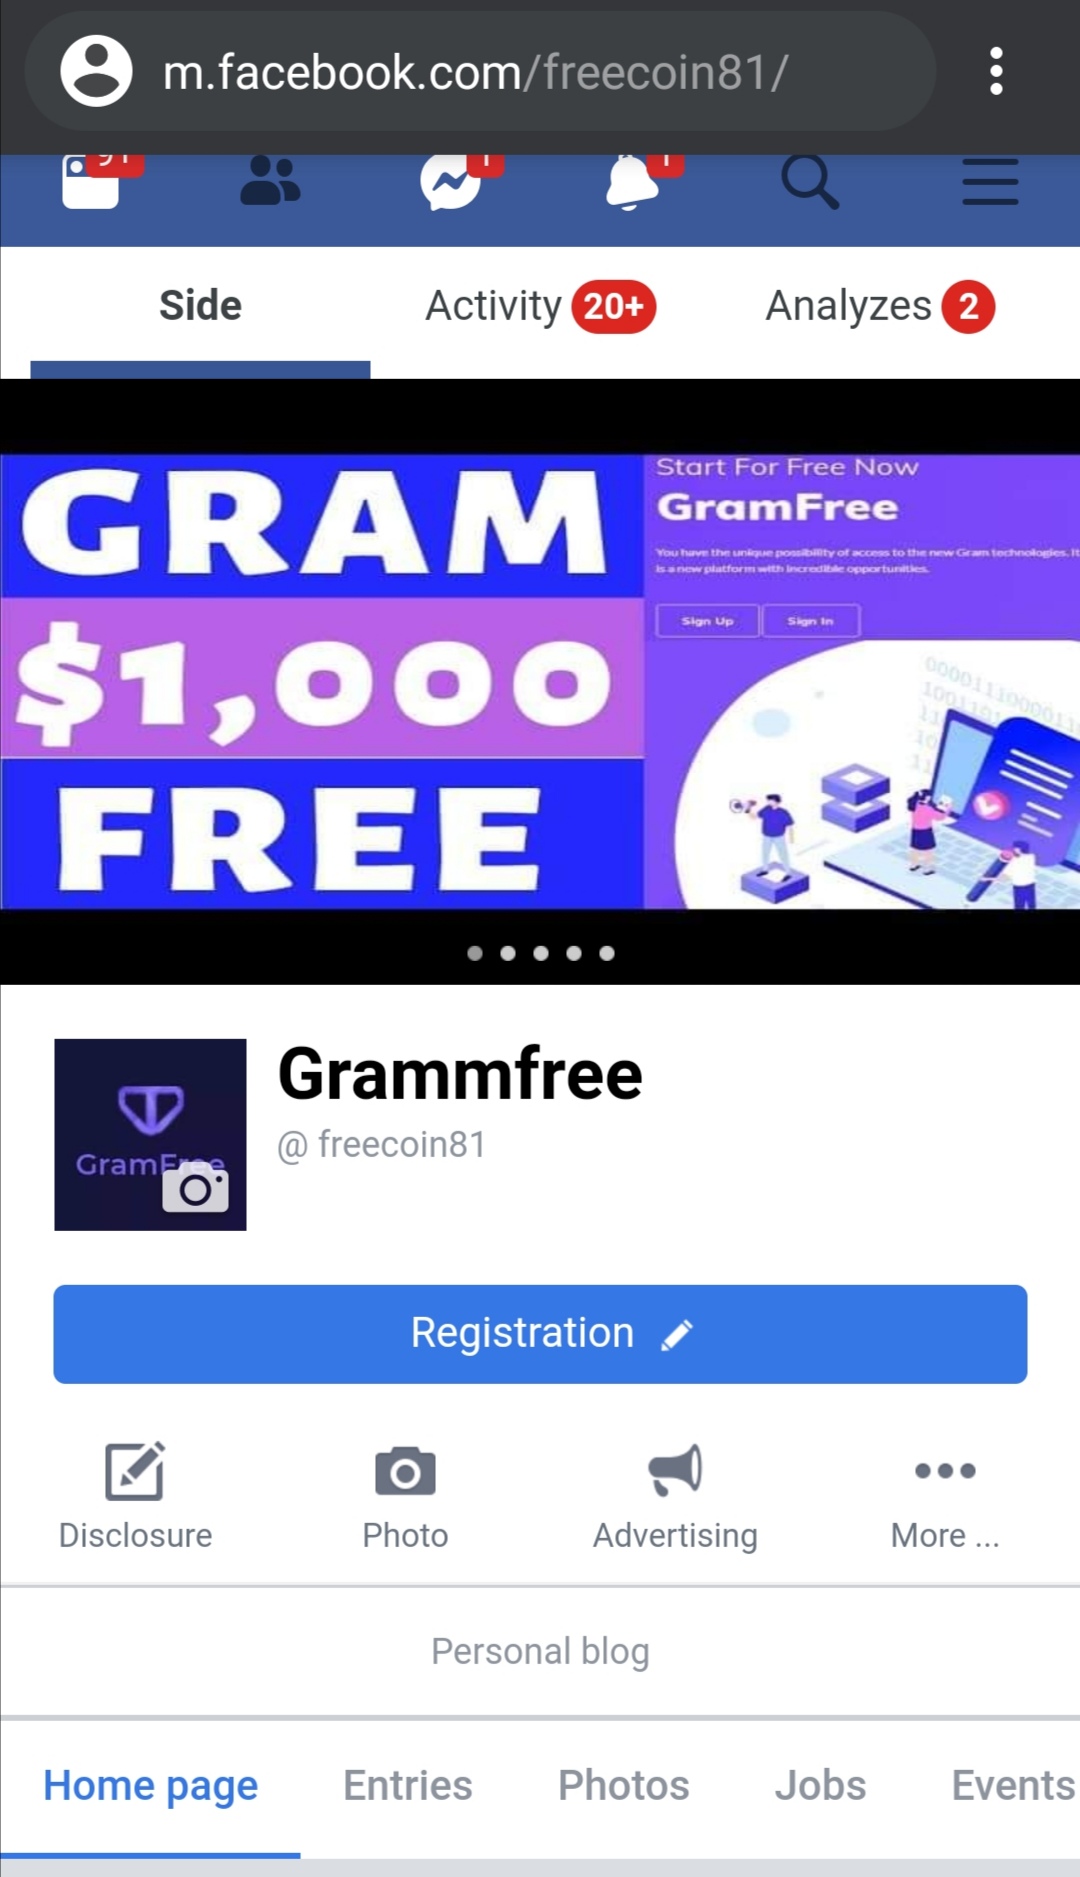 m.facebook.com/freecoin81/
91 1 1
Side Activity 20+ Analyzes 2
GRAM
$1,000
FREE
Start For Free Now
GramFree
You have the unique possibility of access to the new Gram technologies. It
is a new platform with incredible opportunities.
Sign Up Sign In
GramFree
Grammfree
@ freecoin81
Registration
Disclosure Photo Advertising More ...
Personal blog
Home page Entries Photos Jobs Events